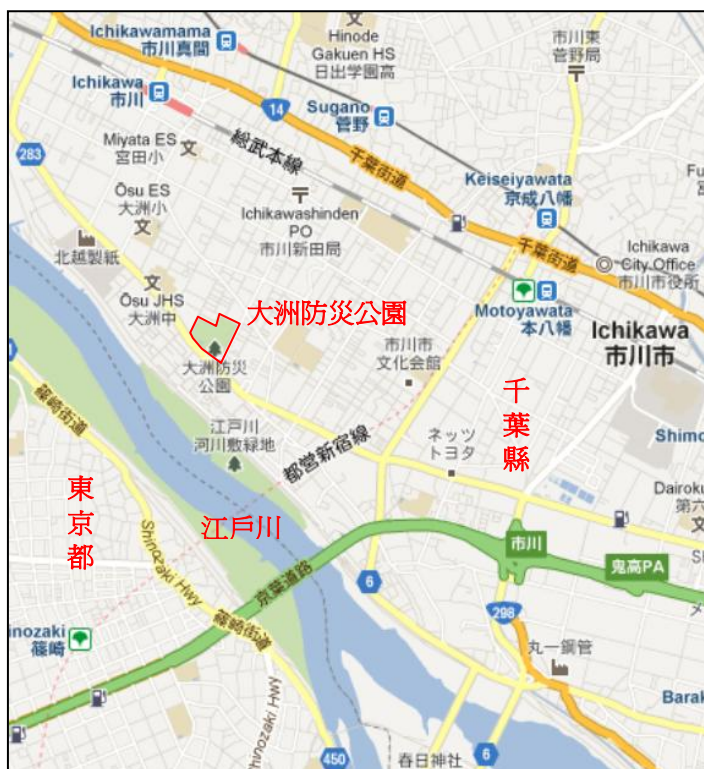 Ichikawamama
市川真間
Hinode
Gakuen HS
日出学園高
市川東
菅野局
Ichikawa
市川
14
Sugano
菅野
283
Miyata ES
宮田小
総武本線
千葉街道
Keiseiyawata
京成八幡
Ōsu ES
大洲小
Ichikawashinden
PO
市川新田局
北越製紙
千葉街道
Ichikawa
City Office
市川市役所
Ōsu JHS
大洲中
大洲防災公園
Motoyawata
本八幡
Ichikawa
市川市
大洲防災
公園
市川市
文化会館
篠崎街道
千葉縣
江戸川
河川敷緑地
都営新宿線
ネッツ
トヨタ
Shimo
東京都
Dairoku
第六
江戶川
Shinozaki Hwy
市川
鬼高PA
京葉道路
6
298
inozaki
篠崎
篠崎街道
丸一鋼管
hinozaki Hwy
Barak
450
春日神社
6